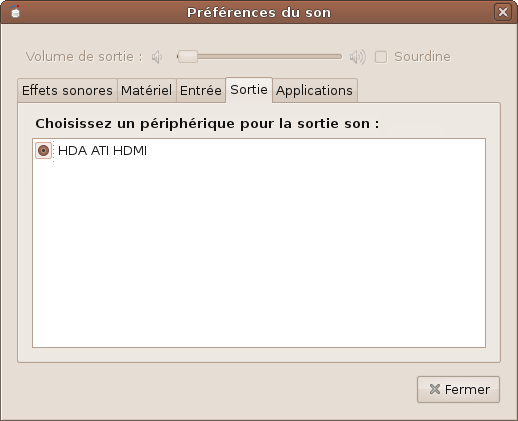 Préférences du son
Volume de sortie :
Sourdine
Effets sonores Matériel Entrée Sortie Applications
Choisissez un périphérique pour la sortie son :
HDA ATI HDMI
Fermer